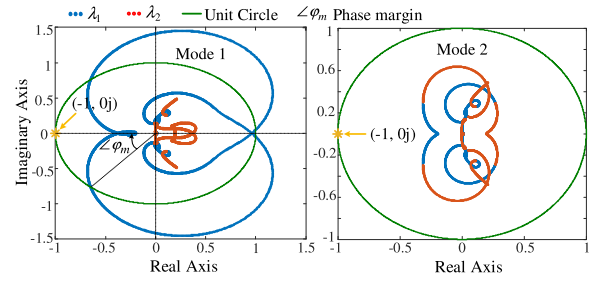 λ₁ λ₂ Unit Circle ∠φₘ Phase margin
Mode 1
(-1, 0j)
∠φₘ
Imaginary Axis
1.5
1
0.5
0
-0.5
-1
-1.5
-1 -0.5 0 0.5 1 1.5
Real Axis
Mode 2
(-1, 0j)
1
0.6
0.2
0
-0.2
-0.6
-1
-1 -0.5 0 0.5 1
Real Axis